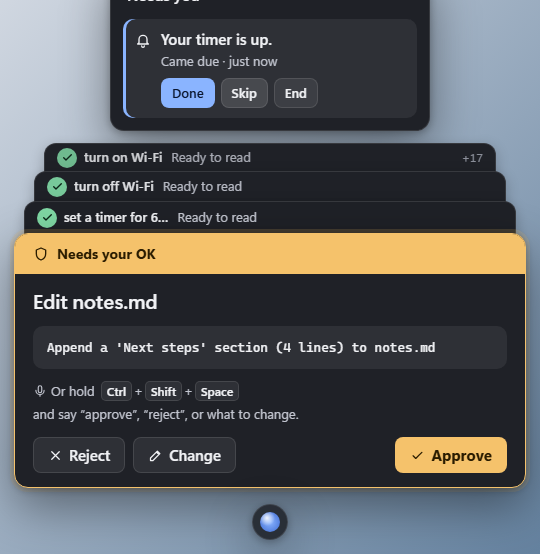 Needs you
Your timer is up.
Came due · just now
Done Skip End
turn on Wi-Fi Ready to read +17
turn off Wi-Fi Ready to read
set a timer for 6... Ready to read
Needs your OK
Edit notes.md
Append a 'Next steps' section (4 lines) to notes.md
Or hold Ctrl + Shift + Space
and say “approve”, “reject”, or what to change.
Reject Change Approve